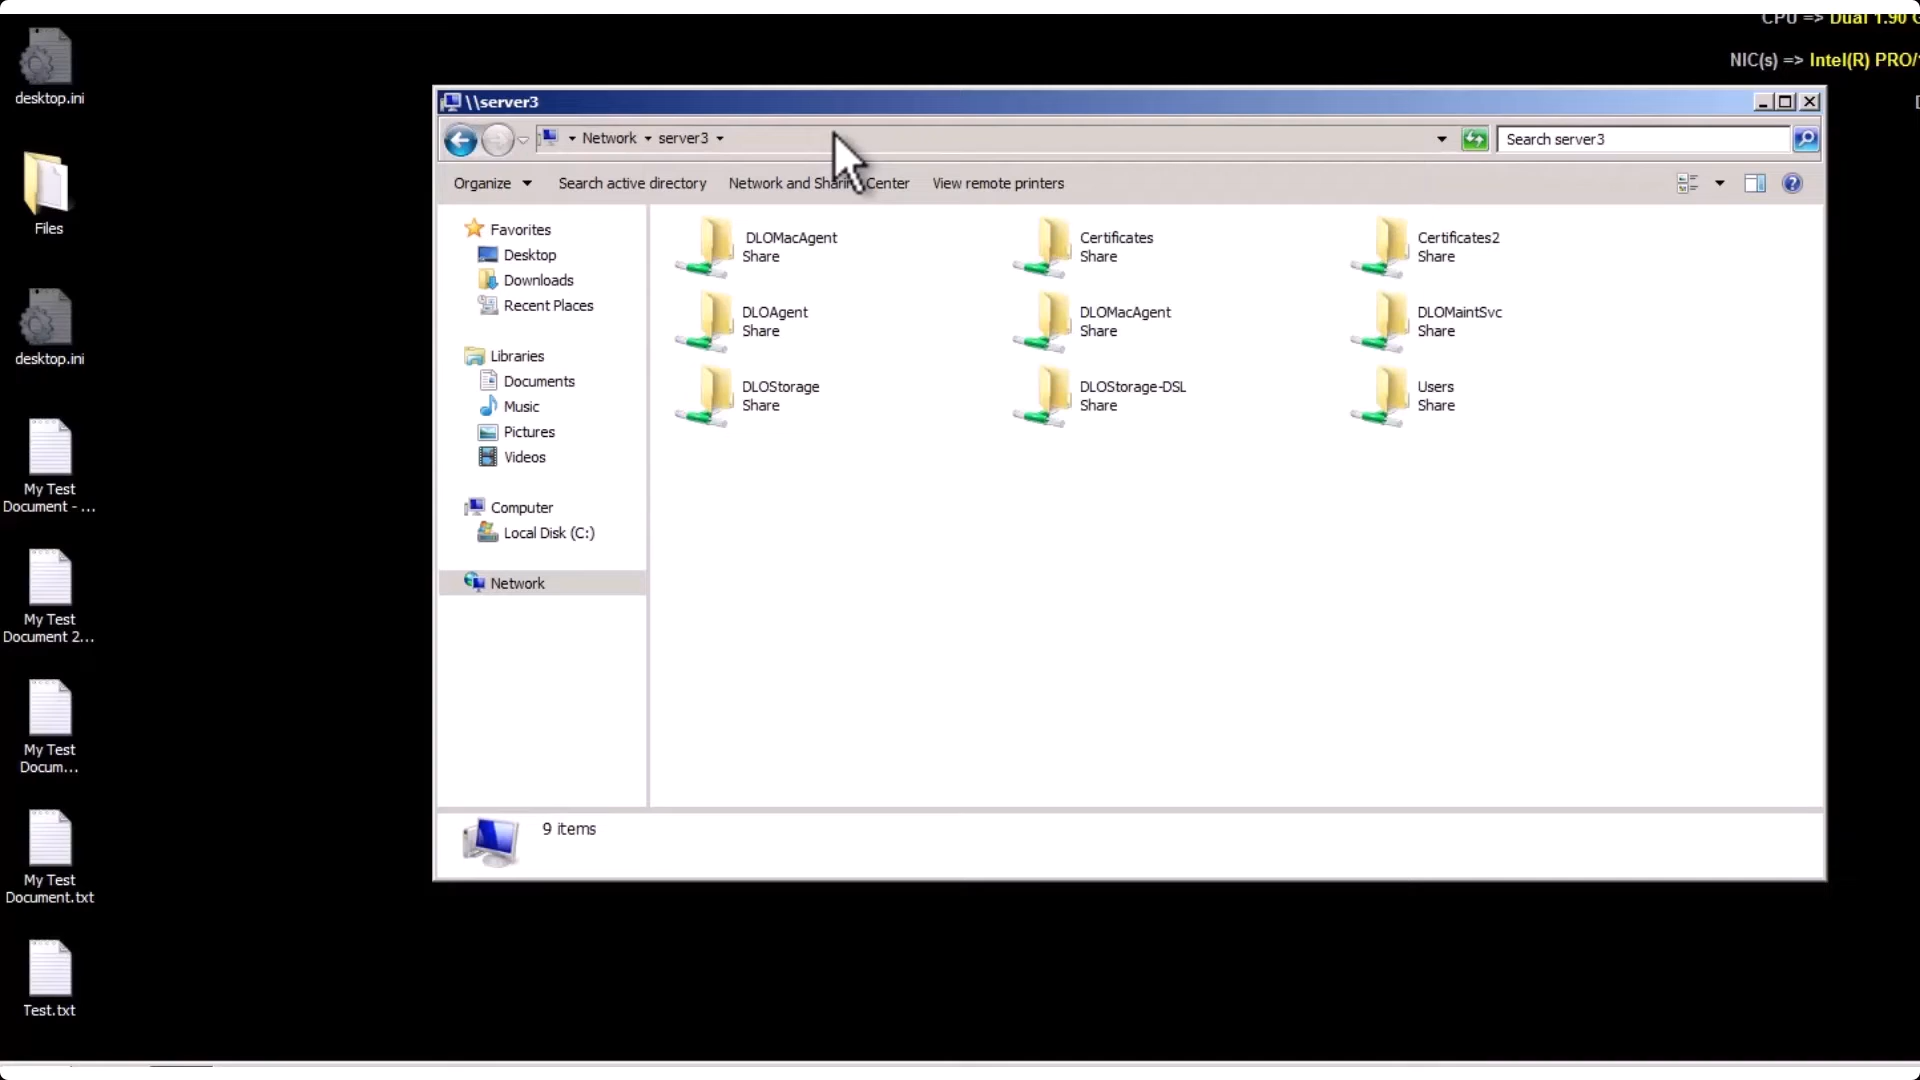 CPU => Dual 1.90
NIC(s) => Intel(R) PRO/
desktop.ini
Files
desktop.ini
My Test
Document - ...
My Test
Document 2...
My Test
Docum...
My Test
Document.txt
Test.txt
\\server3
Network server3
Search server3
Organize
Search active directory
Network and Sharing Center
View remote printers
Favorites
Desktop
Downloads
Recent Places
Libraries
Documents
Music
Pictures
Videos
Computer
Local Disk (C:)
Network
DLOMacAgent
Share
Certificates
Share
Certificates2
Share
DLOAgent
Share
DLOMacAgent
Share
DLOMaintSvc
Share
DLOStorage
Share
DLOStorage-DSL
Share
Users
Share
9 items